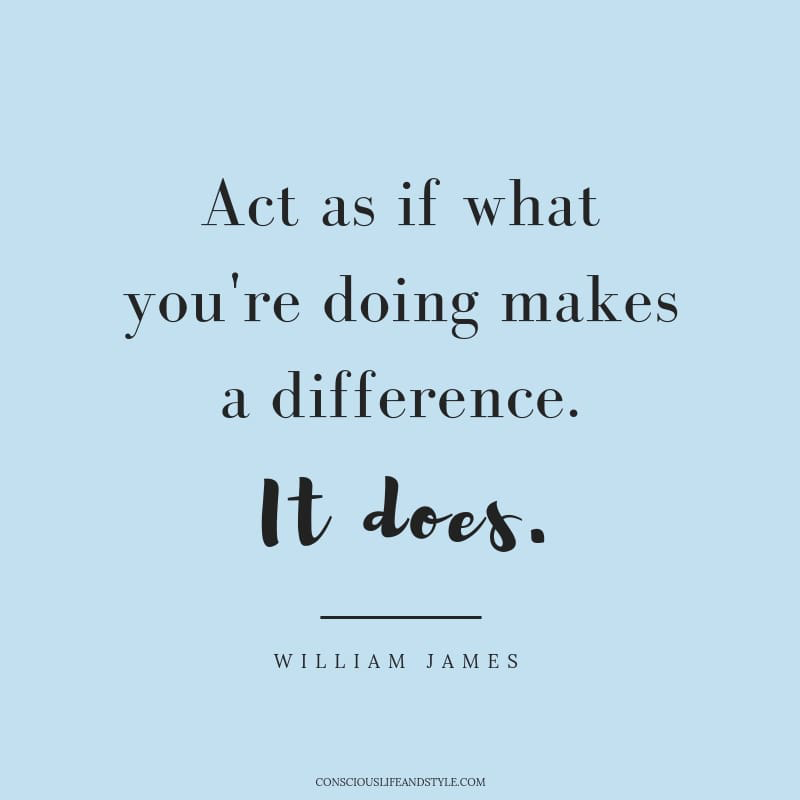 Act as if what
you're doing makes
a difference.
It does.
WILLIAM JAMES
CONSCIOUSLIFEANDSTYLE.COM